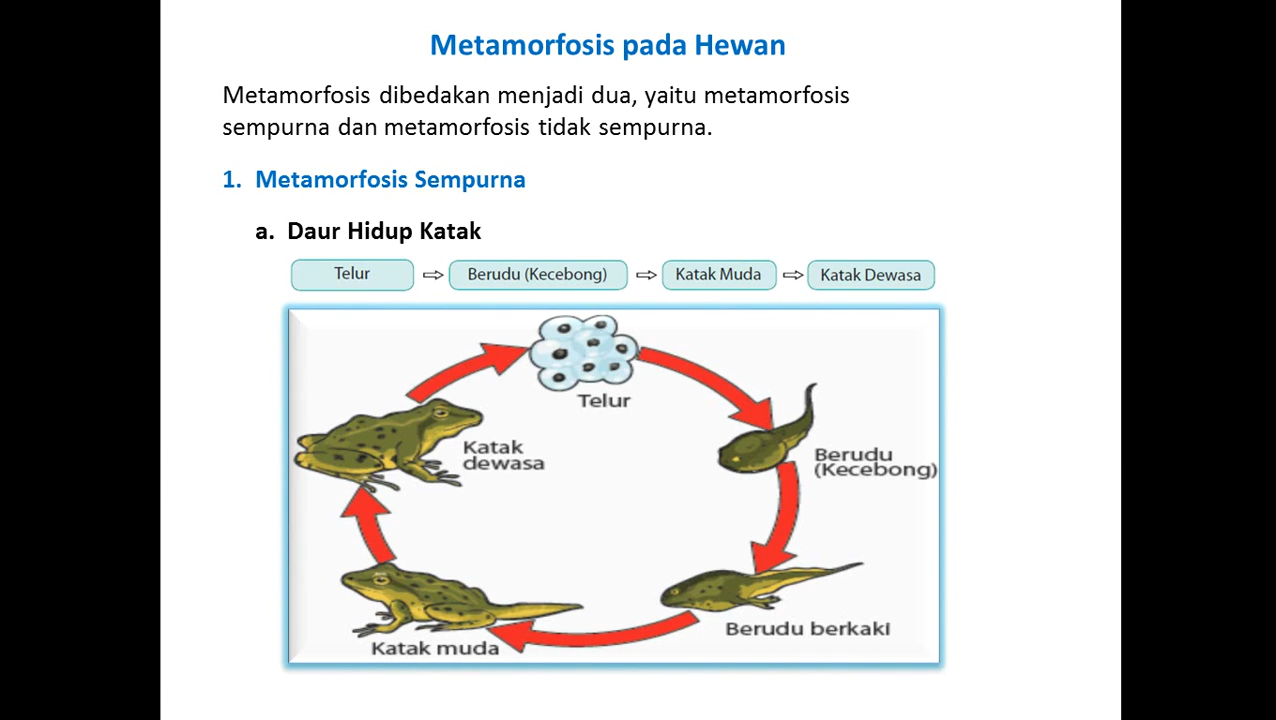 Metamorfosis pada Hewan
Metamorfosis dibedakan menjadi dua, yaitu metamorfosis
sempurna dan metamorfosis tidak sempurna.
1. Metamorfosis Sempurna
a. Daur Hidup Katak
Telur ⇨ Berudu (Kecebong) ⇨ Katak Muda ⇨ Katak Dewasa
Telur
Katak
dewasa
Berudu
(Kecebong)
Berudu berkaki
Katak muda